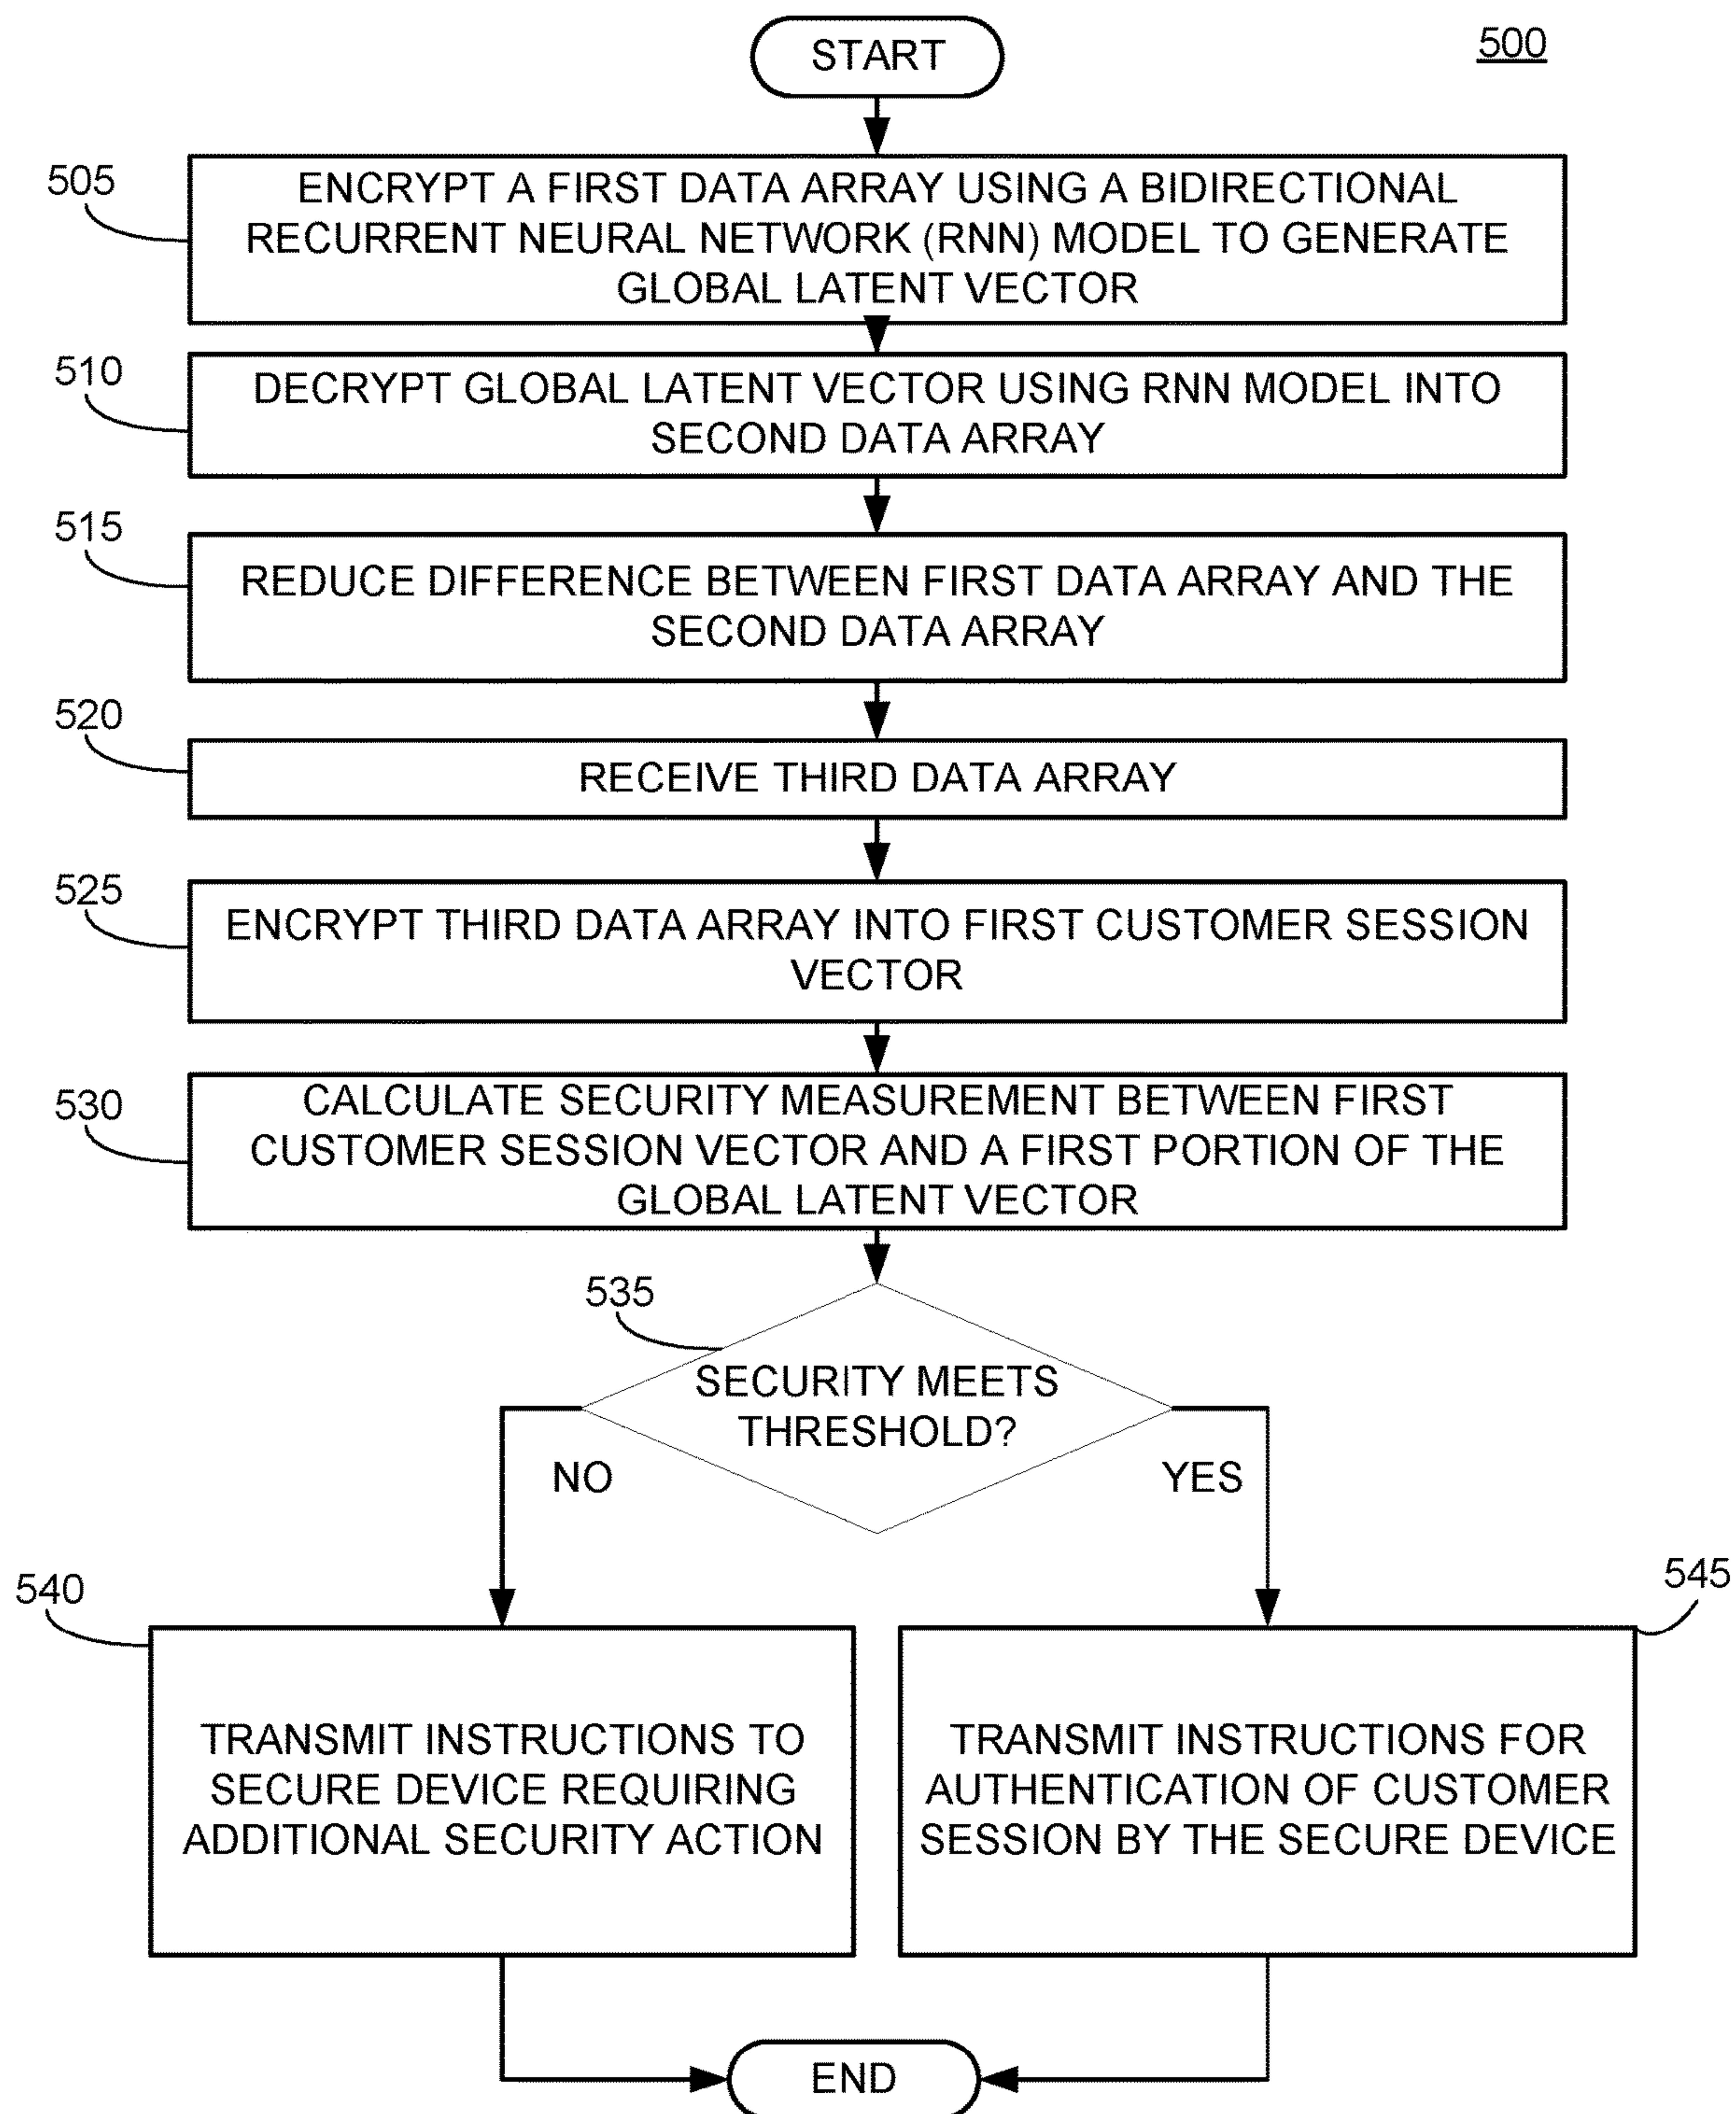 START
500
505
ENCRYPT A FIRST DATA ARRAY USING A BIDIRECTIONAL
RECURRENT NEURAL NETWORK (RNN) MODEL TO GENERATE
GLOBAL LATENT VECTOR
510
DECRYPT GLOBAL LATENT VECTOR USING RNN MODEL INTO
SECOND DATA ARRAY
515
REDUCE DIFFERENCE BETWEEN FIRST DATA ARRAY AND THE
SECOND DATA ARRAY
520
RECEIVE THIRD DATA ARRAY
525
ENCRYPT THIRD DATA ARRAY INTO FIRST CUSTOMER SESSION
VECTOR
530
CALCULATE SECURITY MEASUREMENT BETWEEN FIRST
CUSTOMER SESSION VECTOR AND A FIRST PORTION OF THE
GLOBAL LATENT VECTOR
535
SECURITY MEETS
THRESHOLD?
NO
YES
540
TRANSMIT INSTRUCTIONS TO
SECURE DEVICE REQUIRING
ADDITIONAL SECURITY ACTION
545
TRANSMIT INSTRUCTIONS FOR
AUTHENTICATION OF CUSTOMER
SESSION BY THE SECURE DEVICE
END